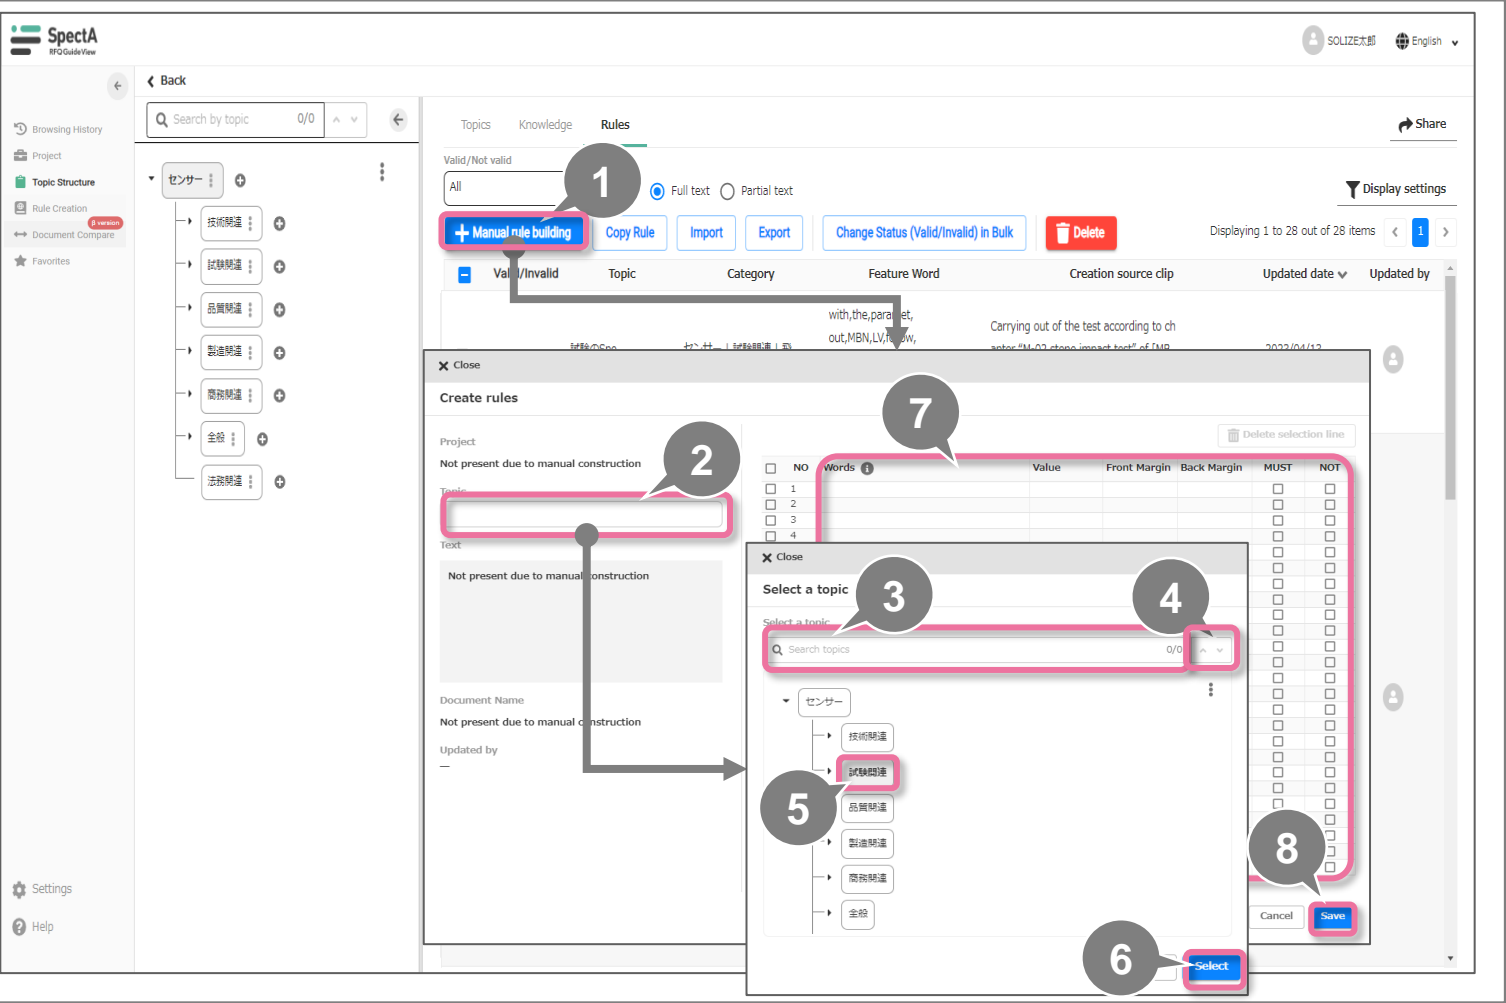 SpectA
RFQ GuideView
SOLIZE太郎
English
Back
Search by topic 0/0
Browsing History
Project
Topic Structure
Rule Creation
β version
Document Compare
Favorites
Settings
Help
センサー
技術関連
試験関連
品質関連
製造関連
商務関連
全般
法務関連
Topics Knowledge Rules
Share
Valid/Not valid
All
1
Full text Partial text
Display settings
Manual rule building Copy Rule Import Export Change Status (Valid/Invalid) in Bulk Delete
Displaying 1 to 28 out of 28 items 1
Valid/Invalid Topic Category Feature Word Creation source clip Updated date Updated by
with,the,paramet,
out,MBN,LV,follow,
Carrying out of the test according to ch
Close
Create rules
7
Delete selection line
Project
Not present due to manual construction
2
Topic
Text
Not present due to manual construction
Document Name
Not present due to manual construction
Updated by
—
NO Words Value Front Margin Back Margin MUST NOT
1
2
3
4
Close
Select a topic
3
4
Select a topic
Search topics 0/0
センサー
技術関連
試験関連
5
品質関連
製造関連
商務関連
全般
8
Cancel Save
6
Select